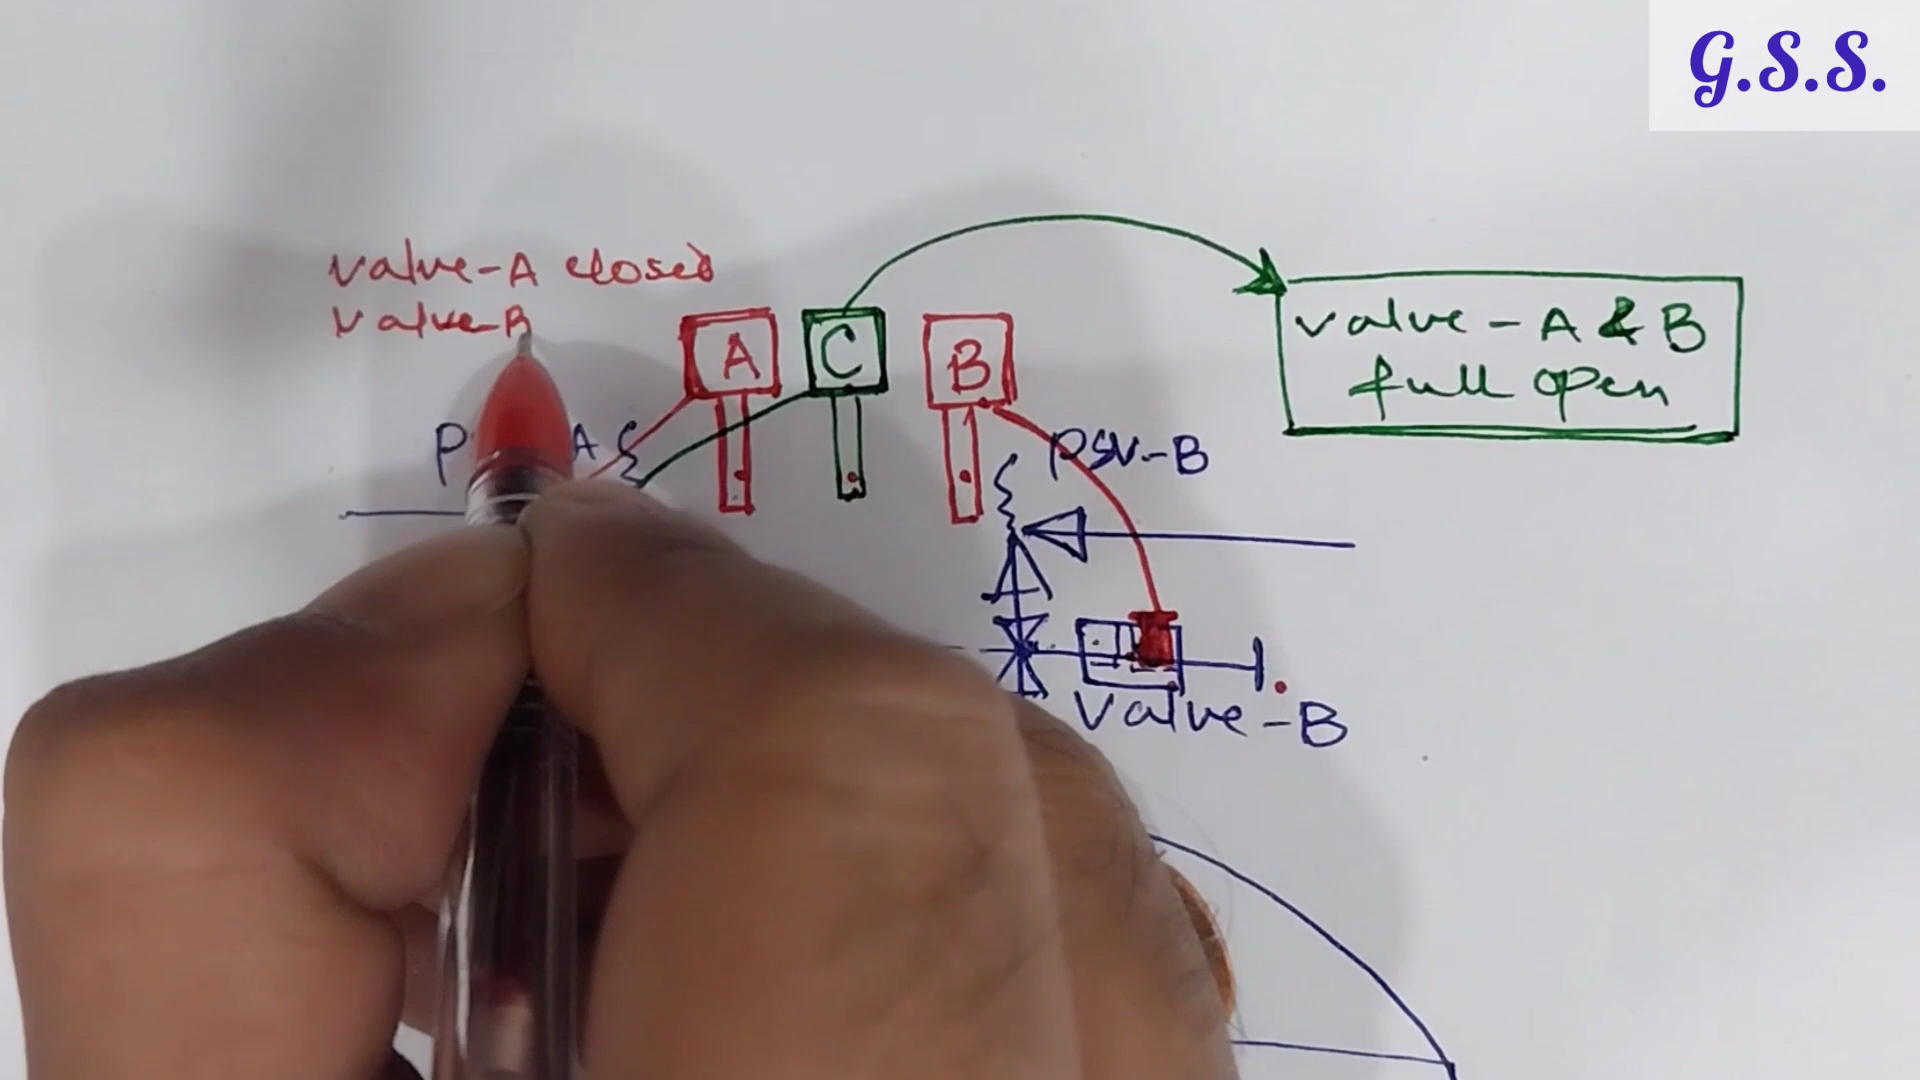 G.S.S.
valve-A closed
valve-B
valve-A & B
full open
A
C
B
A
PSV-B
Valve-B